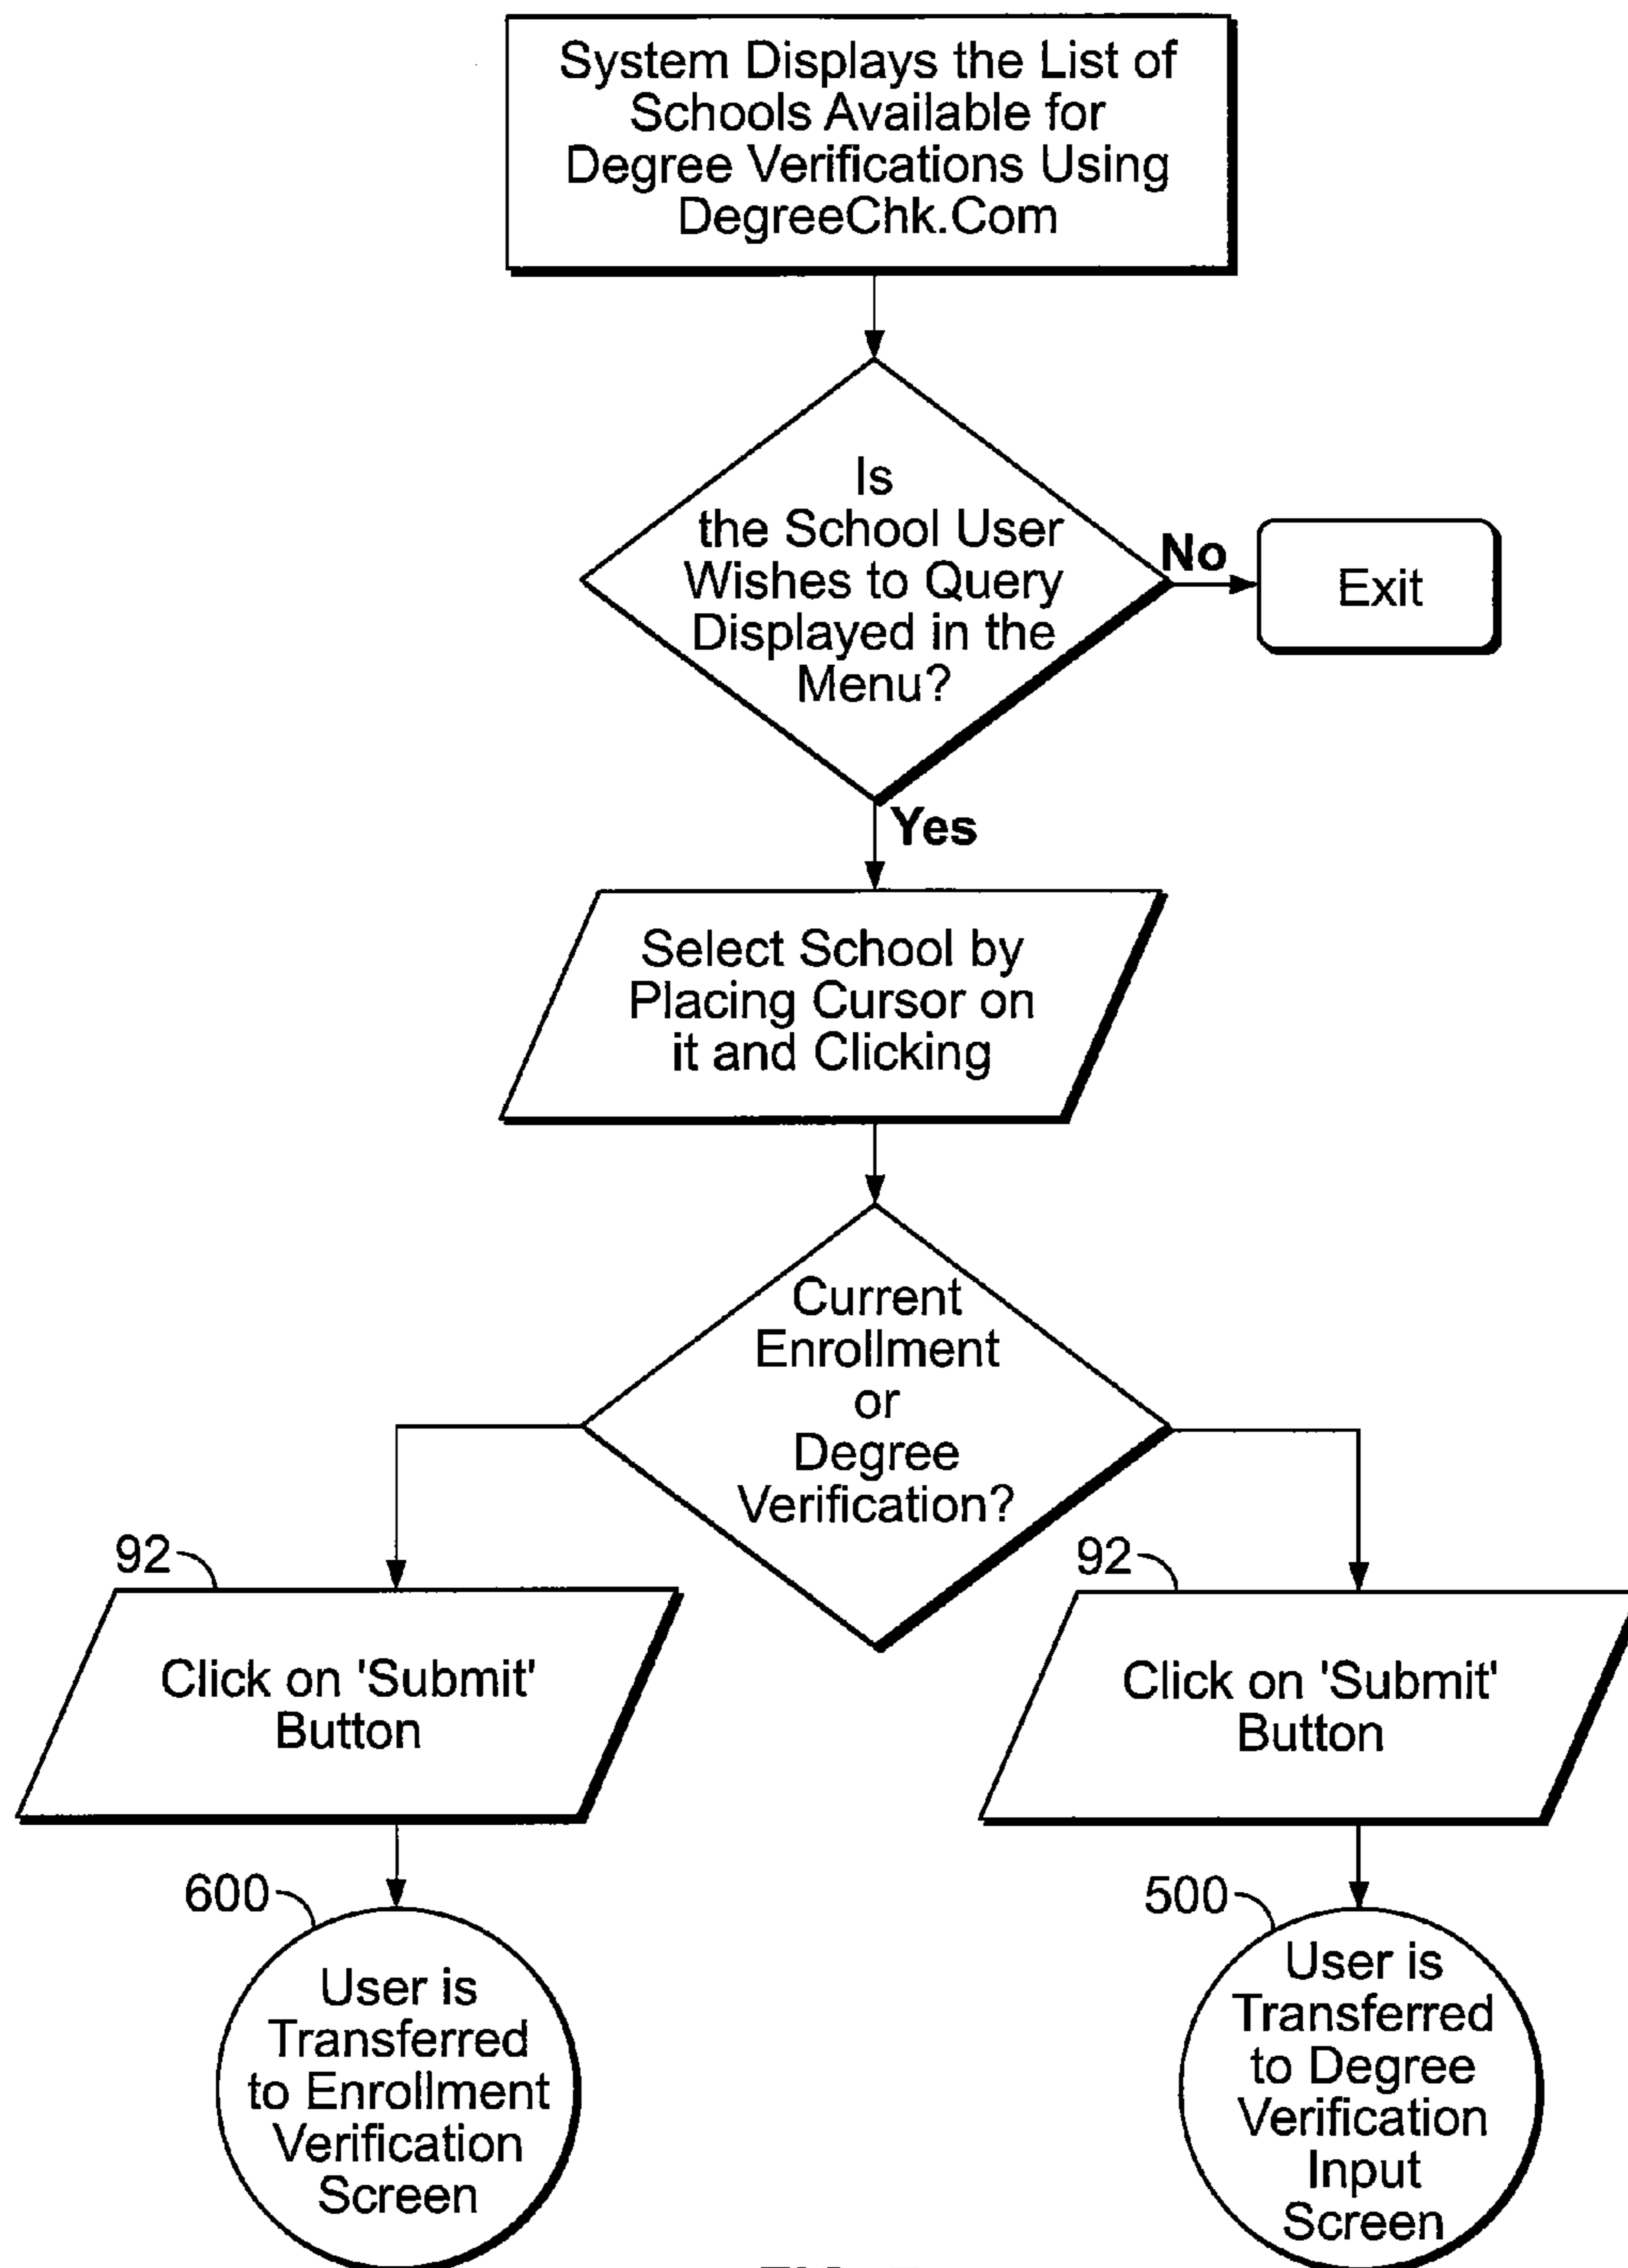 System Displays the List of
Schools Available for
Degree Verifications Using
DegreeChk.Com
Is
the School User
Wishes to Query
Displayed in the
Menu?
No
Exit
Yes
Select School by
Placing Cursor on
it and Clicking
Current
Enrollment
or
Degree
Verification?
92
Click on 'Submit'
Button
92
Click on 'Submit'
Button
600
User is
Transferred
to Enrollment
Verification
Screen
500
User is
Transferred
to Degree
Verification
Input
Screen